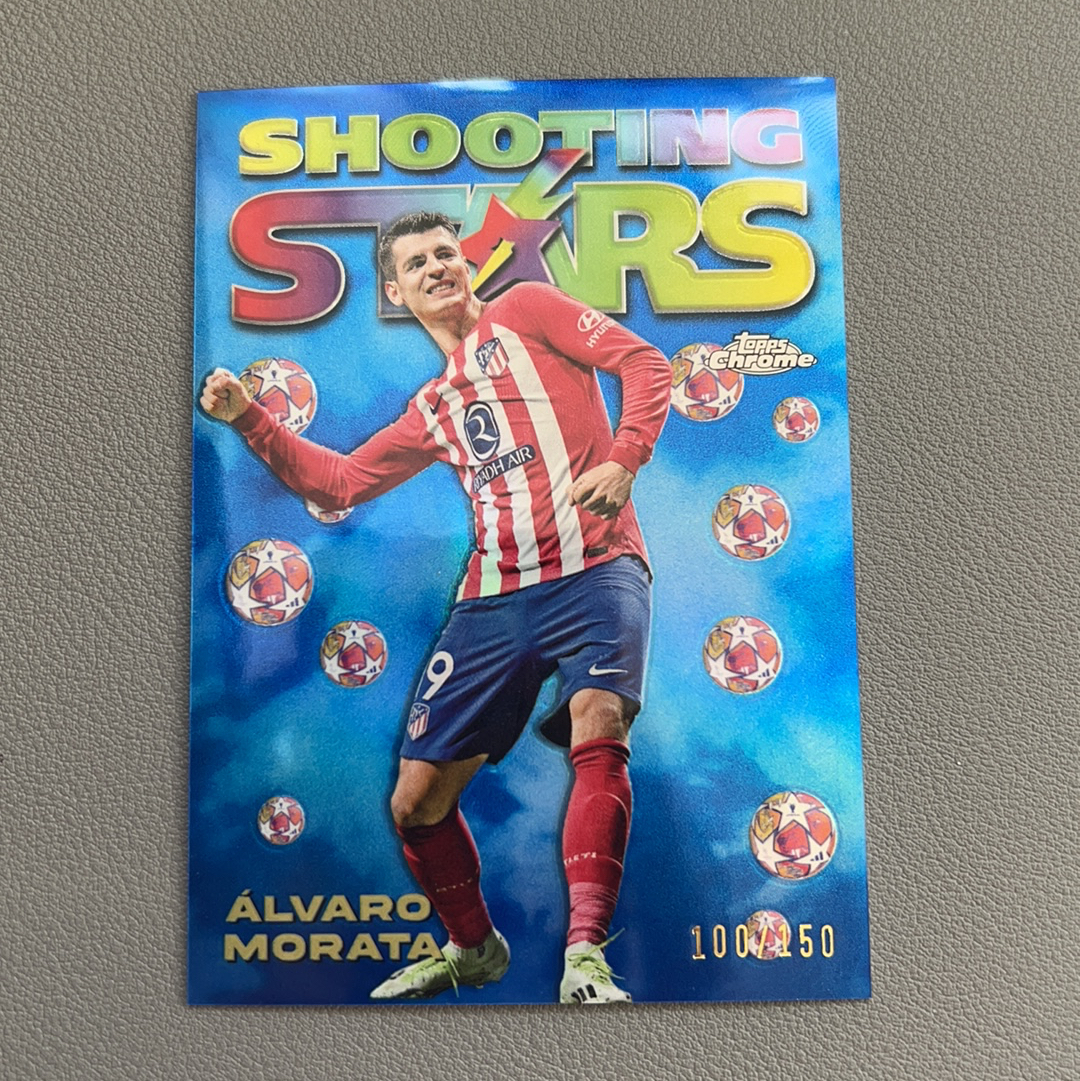 SHOOTING
STARS
Topps
Chrome
HYUNDAI
RIYADH AIR
9
ÁLVARO
MORATA
100/150